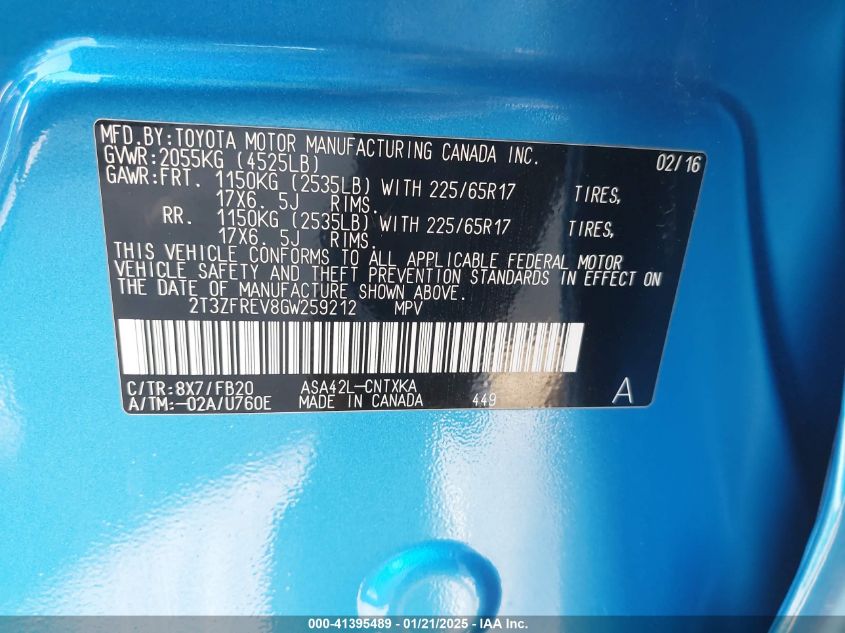 MFD.BY:TOYOTA MOTOR MANUFACTURING CANADA INC. 02/16
GVWR:2055KG (4525LB)
GAWR:FRT. 1150KG (2535LB) WITH 225/65R17 TIRES,
17X6. 5J RIMS.
RR. 1150KG (2535LB) WITH 225/65R17 TIRES,
17X6. 5J RIMS.
THIS VEHICLE CONFORMS TO ALL APPLICABLE FEDERAL MOTOR
VEHICLE SAFETY AND THEFT PREVENTION STANDARDS IN EFFECT ON
THE DATE OF MANUFACTURE SHOWN ABOVE.
2T3ZFREV8GW259212 MPV
C/TR:8X7/FB20 ASA42L-CNTXKA
A/TM:-02A/U760E MADE IN CANADA 449 A
000-41395489 - 01/21/2025 - IAA Inc.